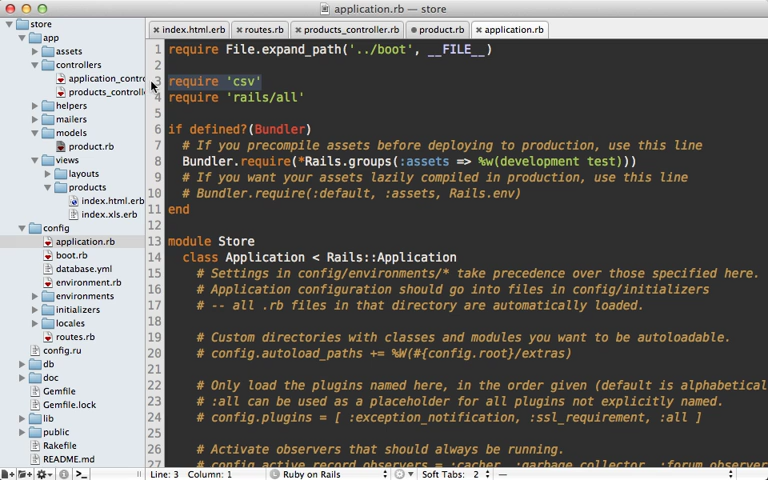 application.rb — store
store
app
assets
controllers
application_contro
products_controlle
helpers
mailers
models
product.rb
views
layouts
products
index.html.erb
index.xls.erb
config
application.rb
boot.rb
database.yml
environment.rb
environments
initializers
locales
routes.rb
config.ru
db
doc
Gemfile
Gemfile.lock
lib
public
Rakefile
README.md
index.html.erb routes.rb products_controller.rb product.rb application.rb
1 require File.expand_path('../boot', __FILE__)
2
3 require 'csv'
4 require 'rails/all'
5
6 if defined?(Bundler)
7 # If you precompile assets before deploying to production, use this line
8 Bundler.require(*Rails.groups(:assets => %w(development test)))
9 # If you want your assets lazily compiled in production, use this line
10 # Bundler.require(:default, :assets, Rails.env)
11 end
12
13 module Store
14 class Application < Rails::Application
15 # Settings in config/environments/* take precedence over those specified here.
16 # Application configuration should go into files in config/initializers
17 # -- all .rb files in that directory are automatically loaded.
18
19 # Custom directories with classes and modules you want to be autoloadable.
20 # config.autoload_paths += %W(#{config.root}/extras)
21
22 # Only load the plugins named here, in the order given (default is alphabetical
23 # :all can be used as a placeholder for all plugins not explicitly named.
24 # config.plugins = [ :exception_notification, :ssl_requirement, :all ]
25
26 # Activate observers that should always be running.
27 # config.active_record.observers = :cacher, :garbage_collector, :forum_observer
Line: 3 Column: 1 Ruby on Rails Soft Tabs: 2 —